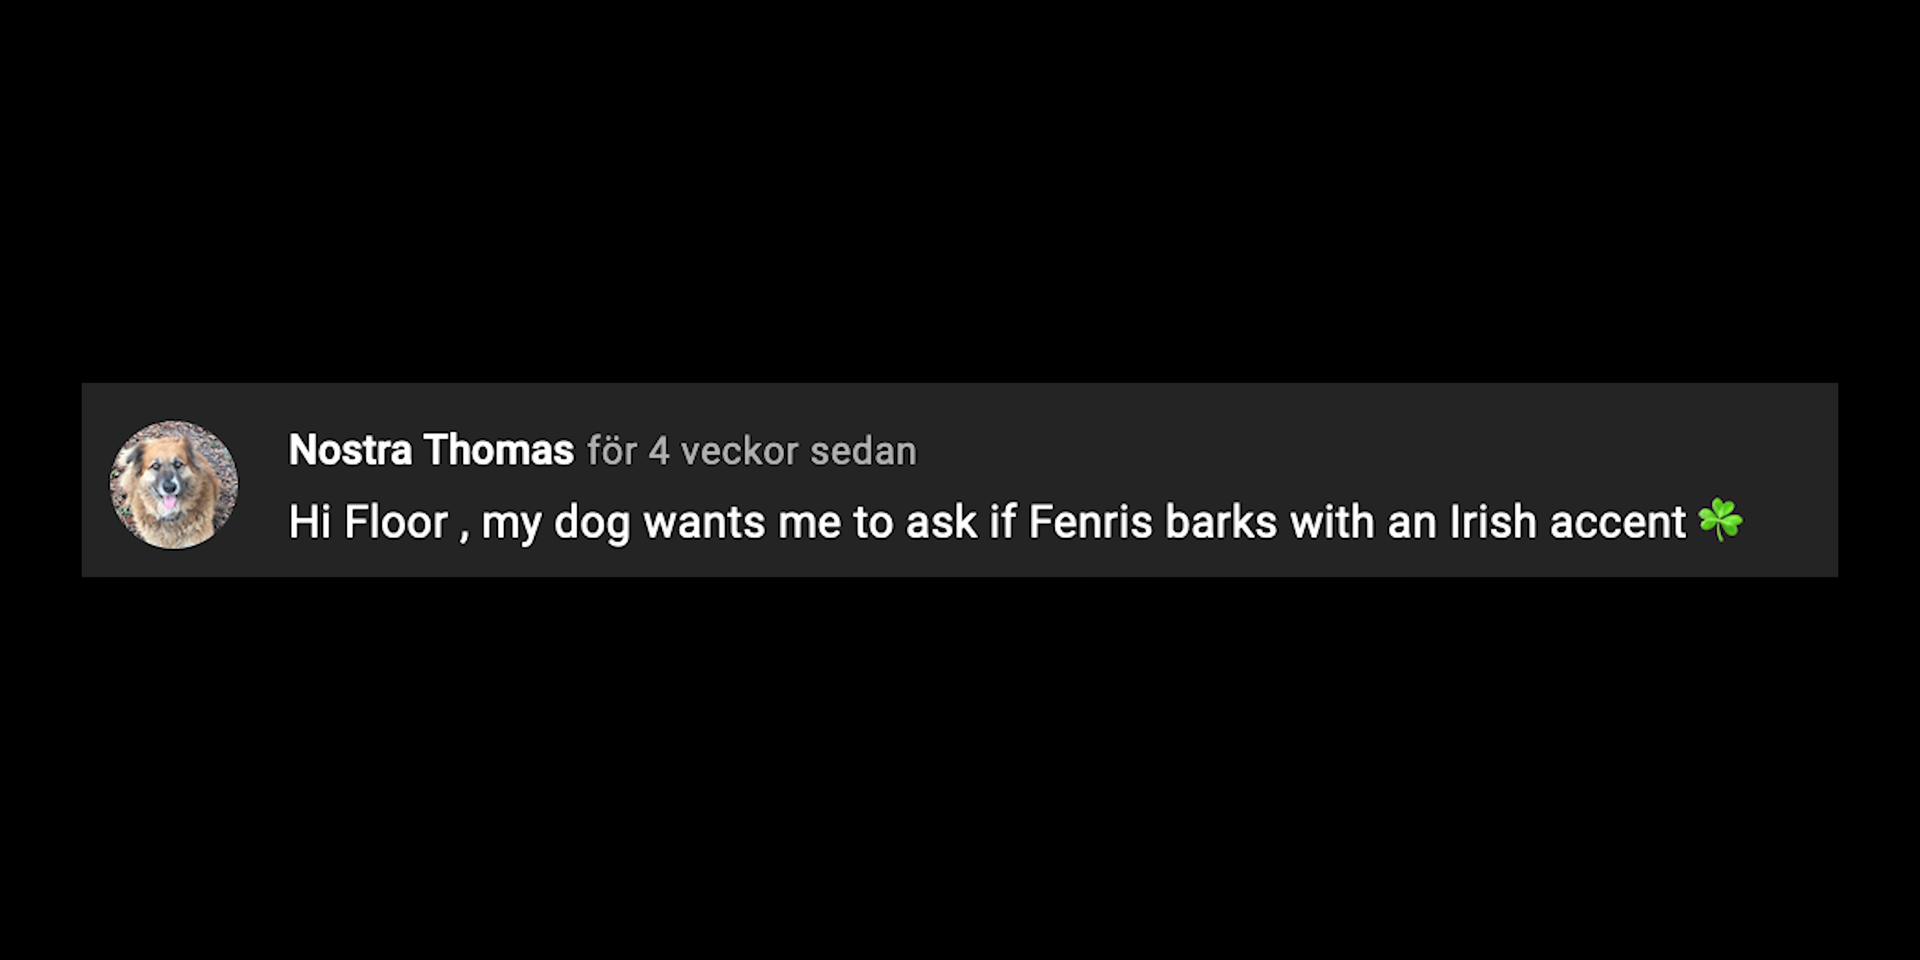 Nostra Thomas för 4 veckor sedan
Hi Floor , my dog wants me to ask if Fenris barks with an Irish accent ☘️